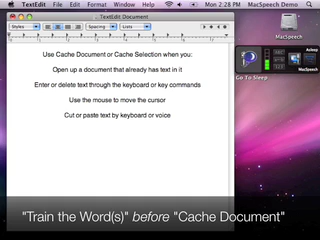 TextEdit File Edit Format Window Help Mon 2:28 PM MacSpeech Demo
TextEdit Document
Styles Spacing Lists
MacSpeech
Use Cache Document or Cache Selection when you:
Open up a document that already has text in it
Enter or delete text through the keyboard or key commands
Use the mouse to move the cursor
Cut or paste text by keyboard or voice
Asleep
MacSpeech
Go To Sleep
"Train the Word(s)" before "Cache Document"